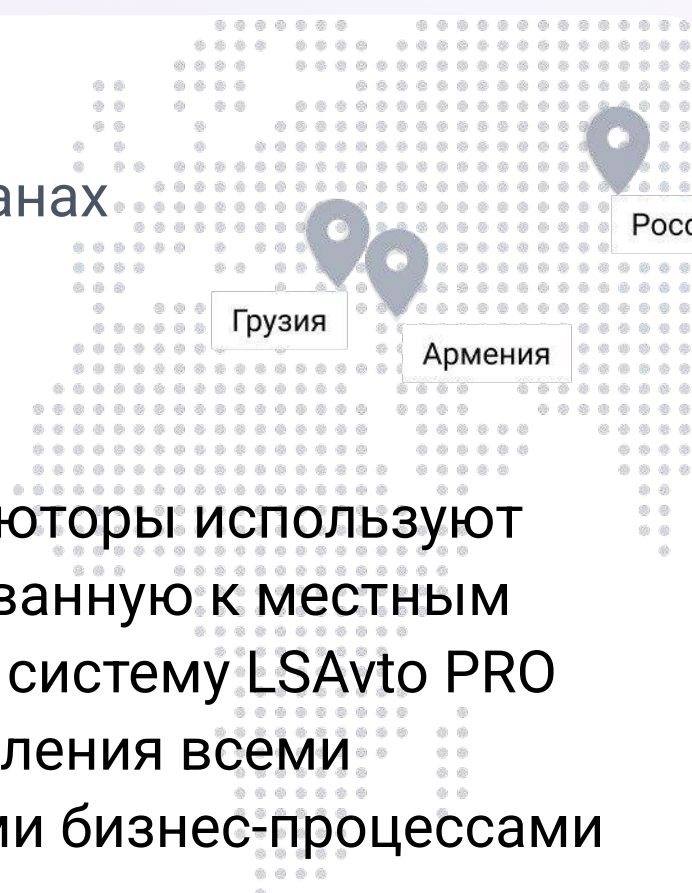 анах
Росс
Грузия
Армения
юторы используют
ванную к местным
систему LSAvto PRO
ления всеми
ми бизнес-процессами